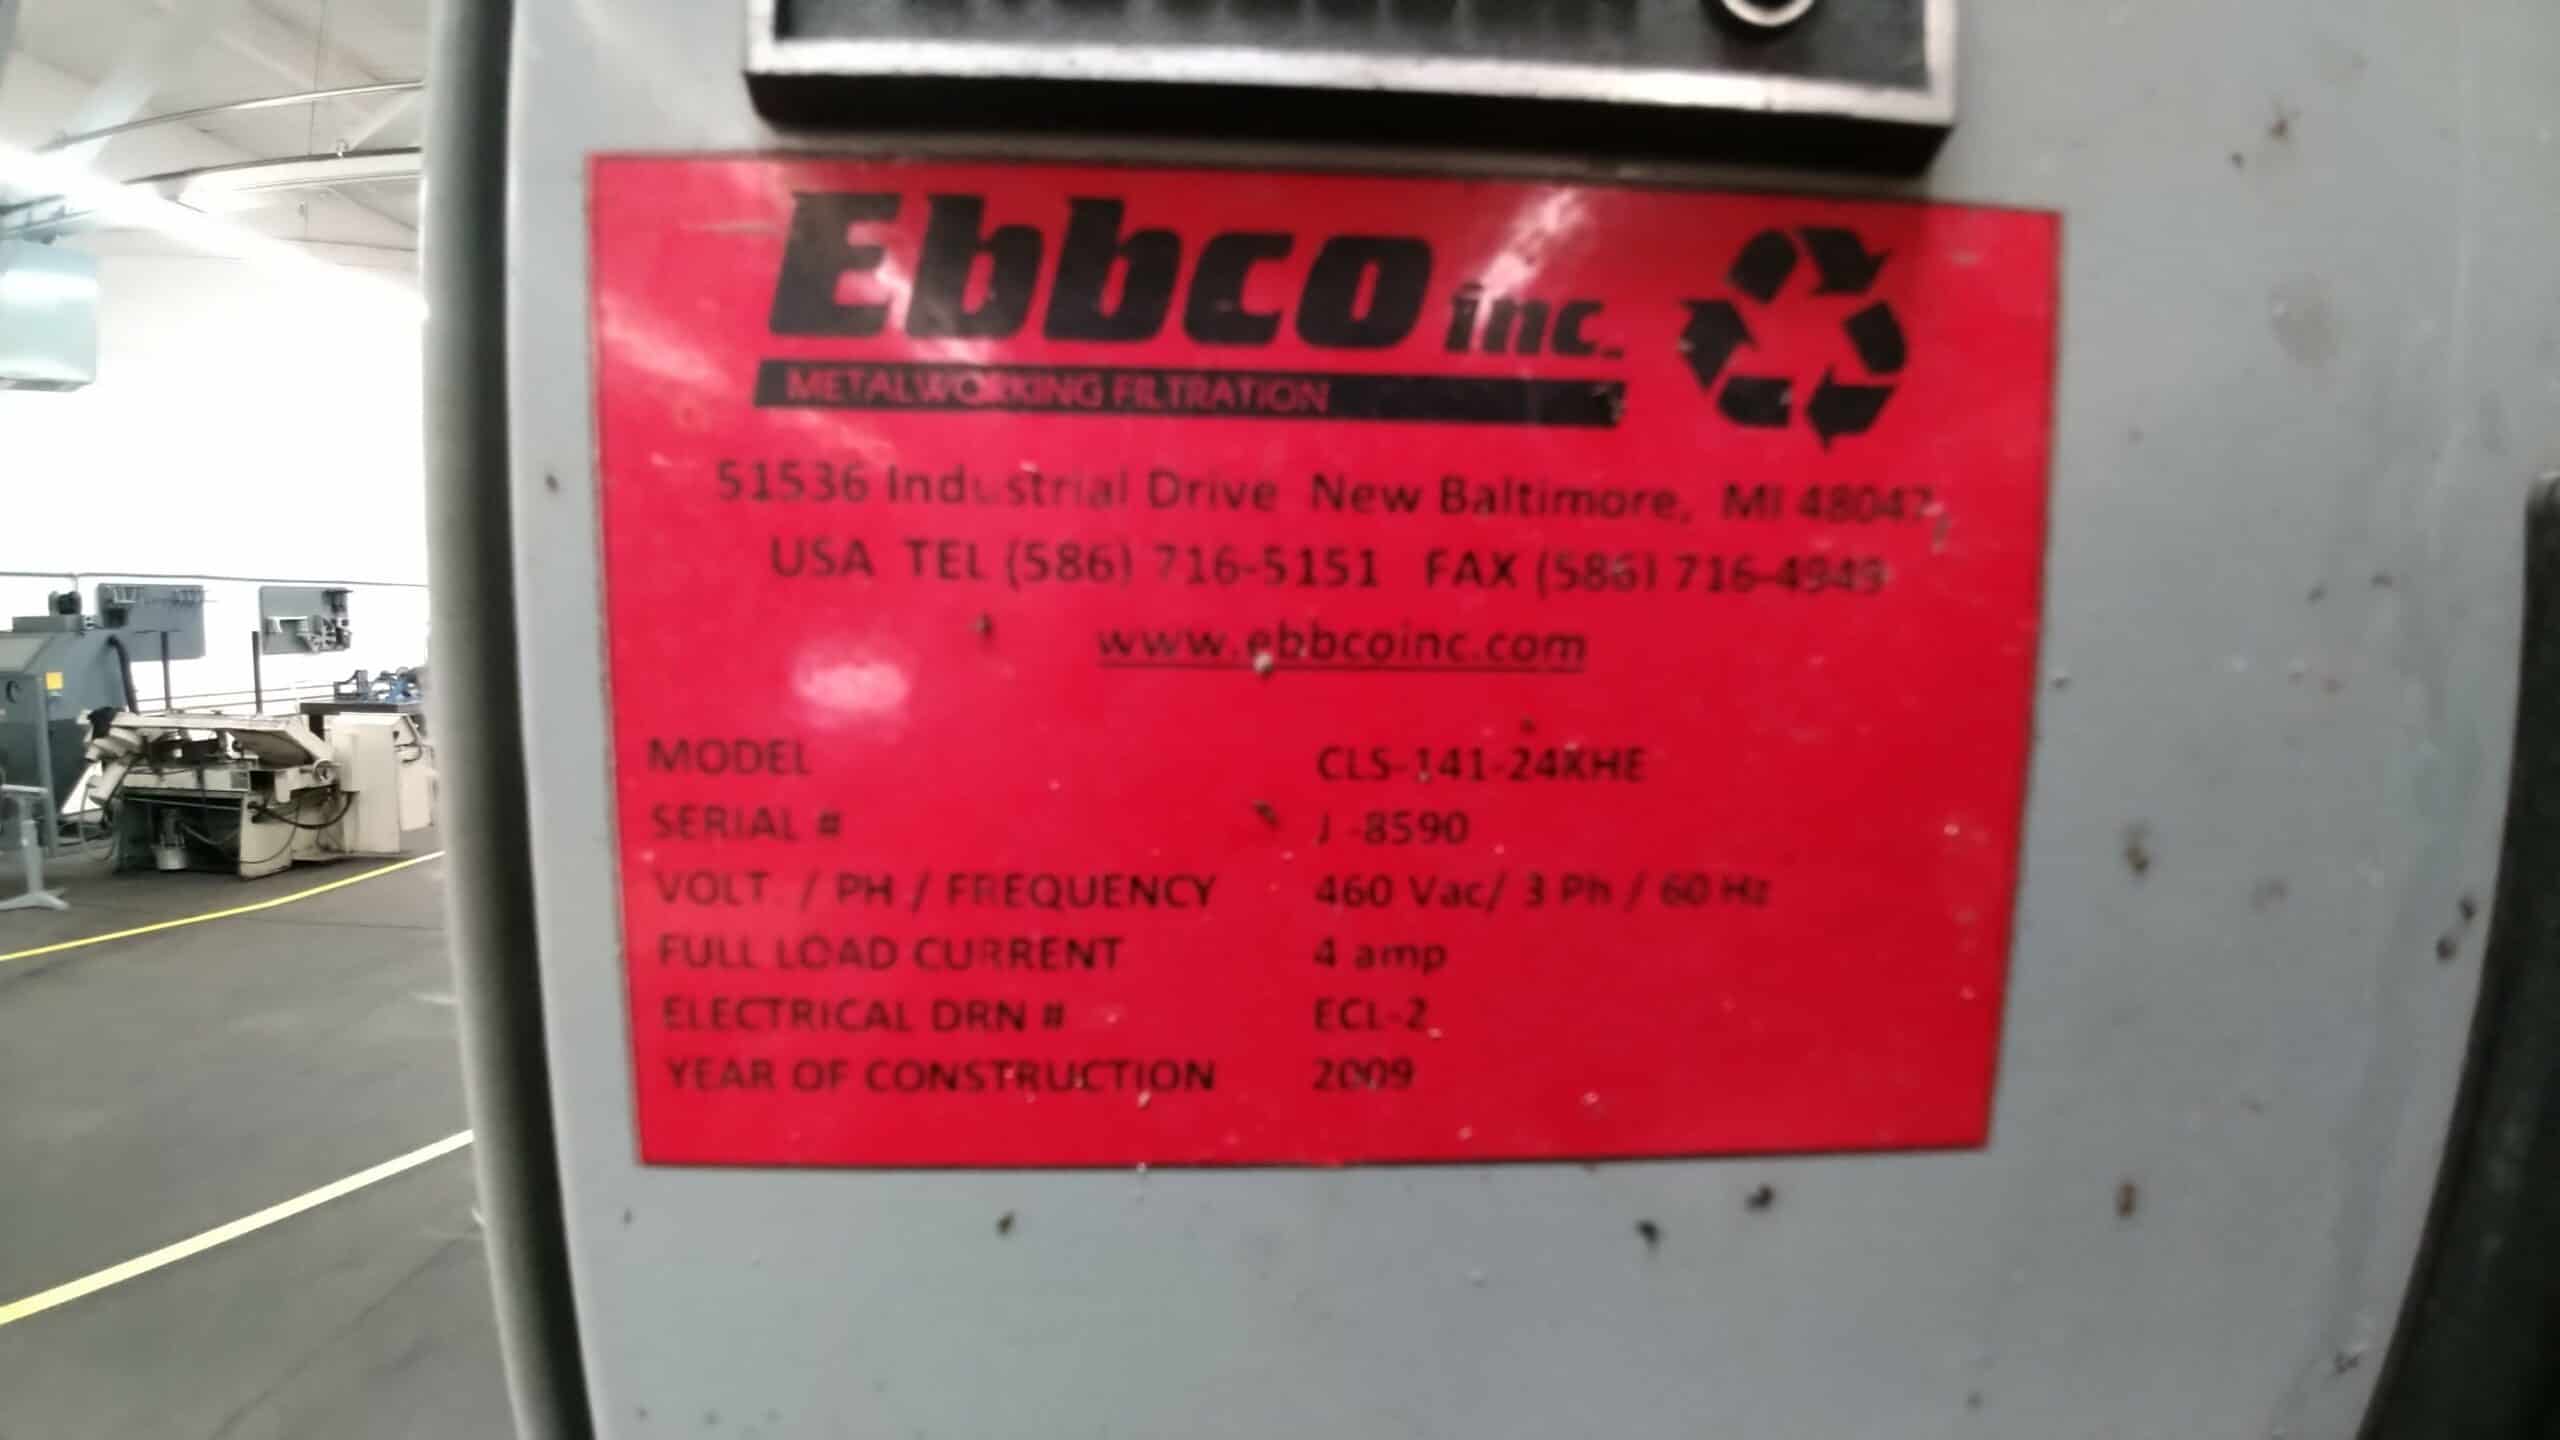 Ebbco inc.
METALWORKING FILTRATION
51536 Industrial Drive New Baltimore, MI 48047
USA TEL (586) 716-5151 FAX (586) 716-4949
www.ebbcoinc.com
MODEL CLS-141-24KHE
SERIAL # J -8590
VOLT. / PH / FREQUENCY 460 Vac/ 3 Ph / 60 Hz
FULL LOAD CURRENT 4 amp
ELECTRICAL DRN # ECL-2
YEAR OF CONSTRUCTION 2009